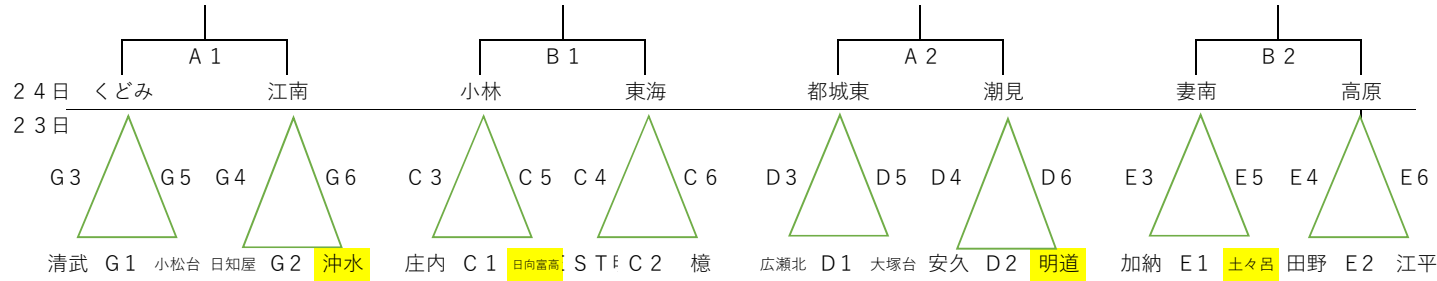 Ａ１ Ｂ１ Ａ２ Ｂ２
２４日 くどみ 江南 小林 東海 都城東 潮見 妻南 高原
２３日
Ｇ３ Ｇ５ Ｇ４ Ｇ６ Ｃ３ Ｃ５ Ｃ４ Ｃ６ Ｄ３ Ｄ５ Ｄ４ Ｄ６ Ｅ３ Ｅ５ Ｅ４ Ｅ６
清武 Ｇ１ 小松台 日知屋 Ｇ２ 沖水 庄内 Ｃ１ 日向富高 ＳＴ Ｃ２ 檍 広瀬北 Ｄ１ 大塚台 安久 Ｄ２ 明道 加納 Ｅ１ 土々呂 田野 Ｅ２ 江平